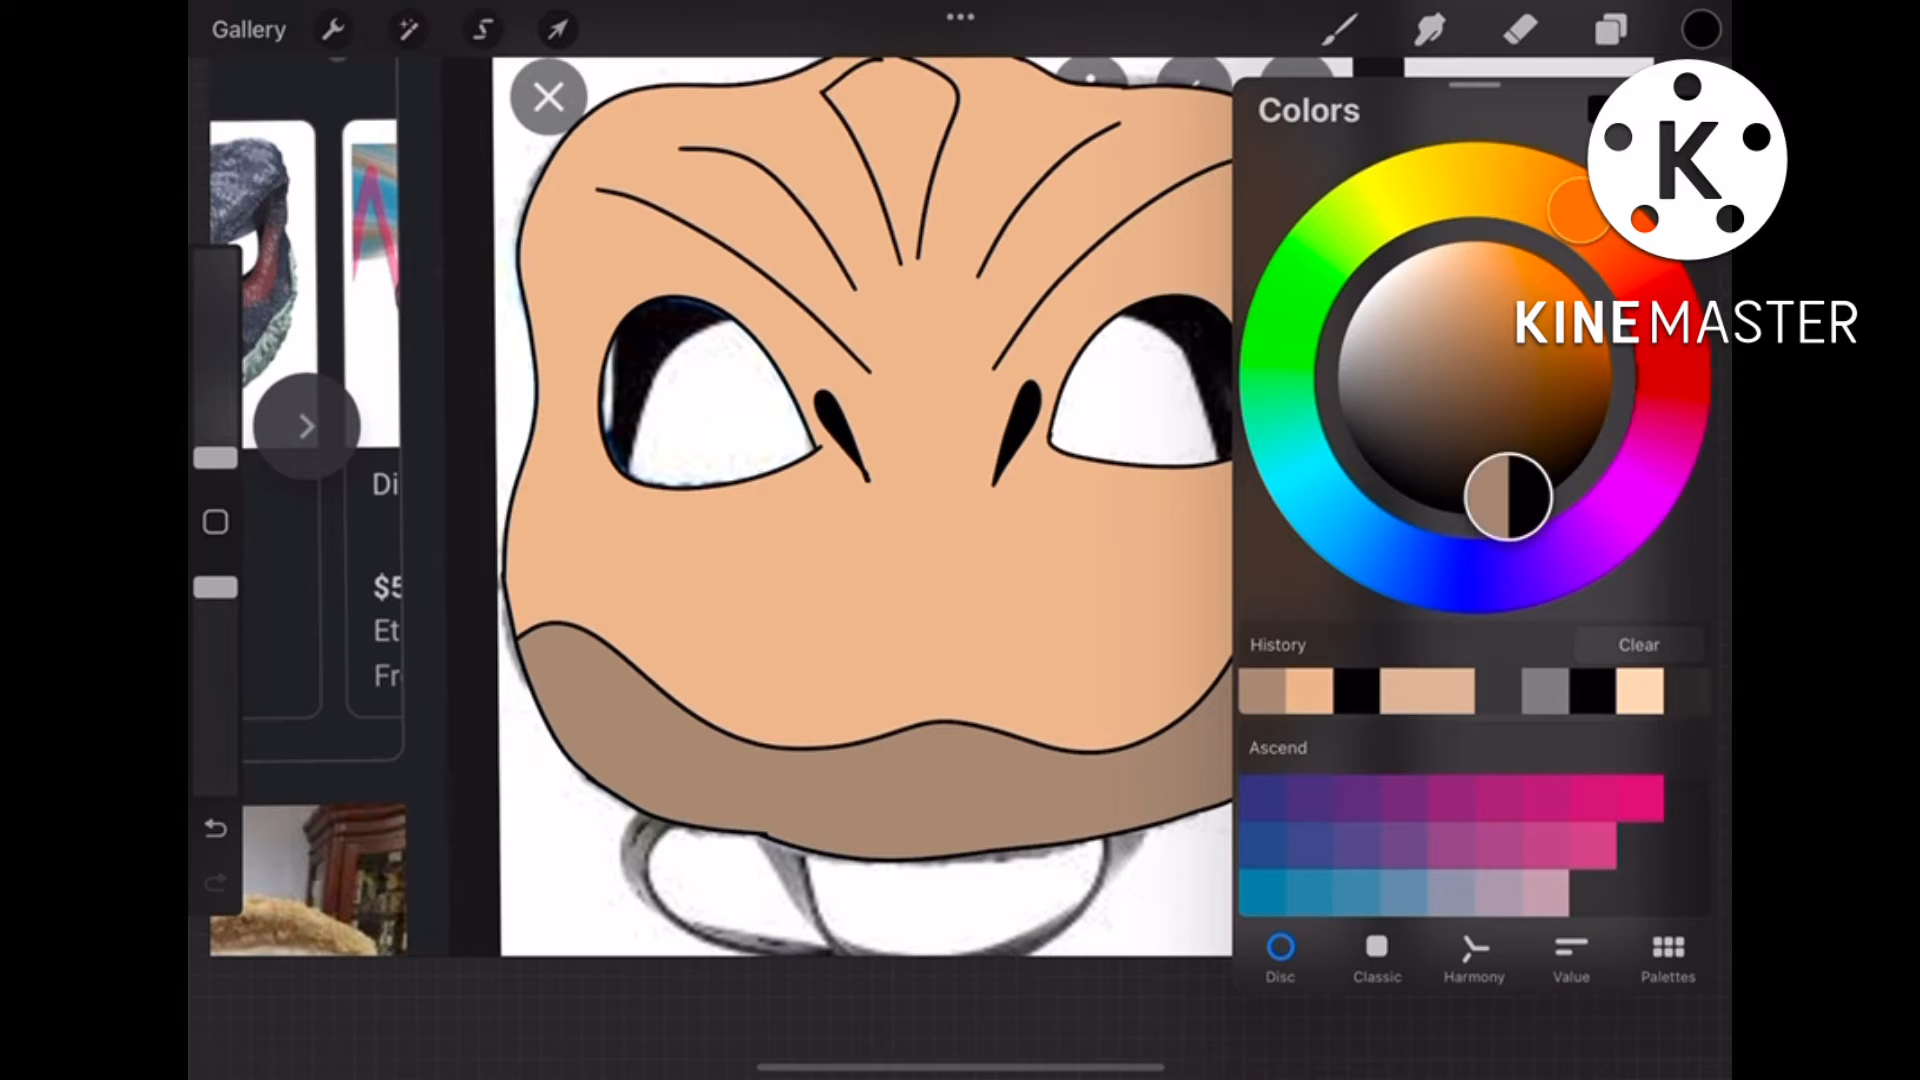 Gallery
Colors
K
KINEMASTER
Di
$5
Et
Fr
History
Clear
Ascend
Disc
Classic
Harmony
Value
Palettes